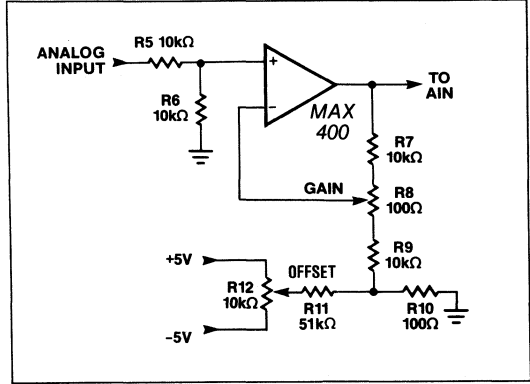 R5 10kΩ
ANALOG
INPUT
+
TO
AIN
R6
10kΩ
−
MAX
400
R7
10kΩ
GAIN
R8
100Ω
+5V
OFFSET
R9
10kΩ
R12
10kΩ
R11
51kΩ
R10
100Ω
−5V